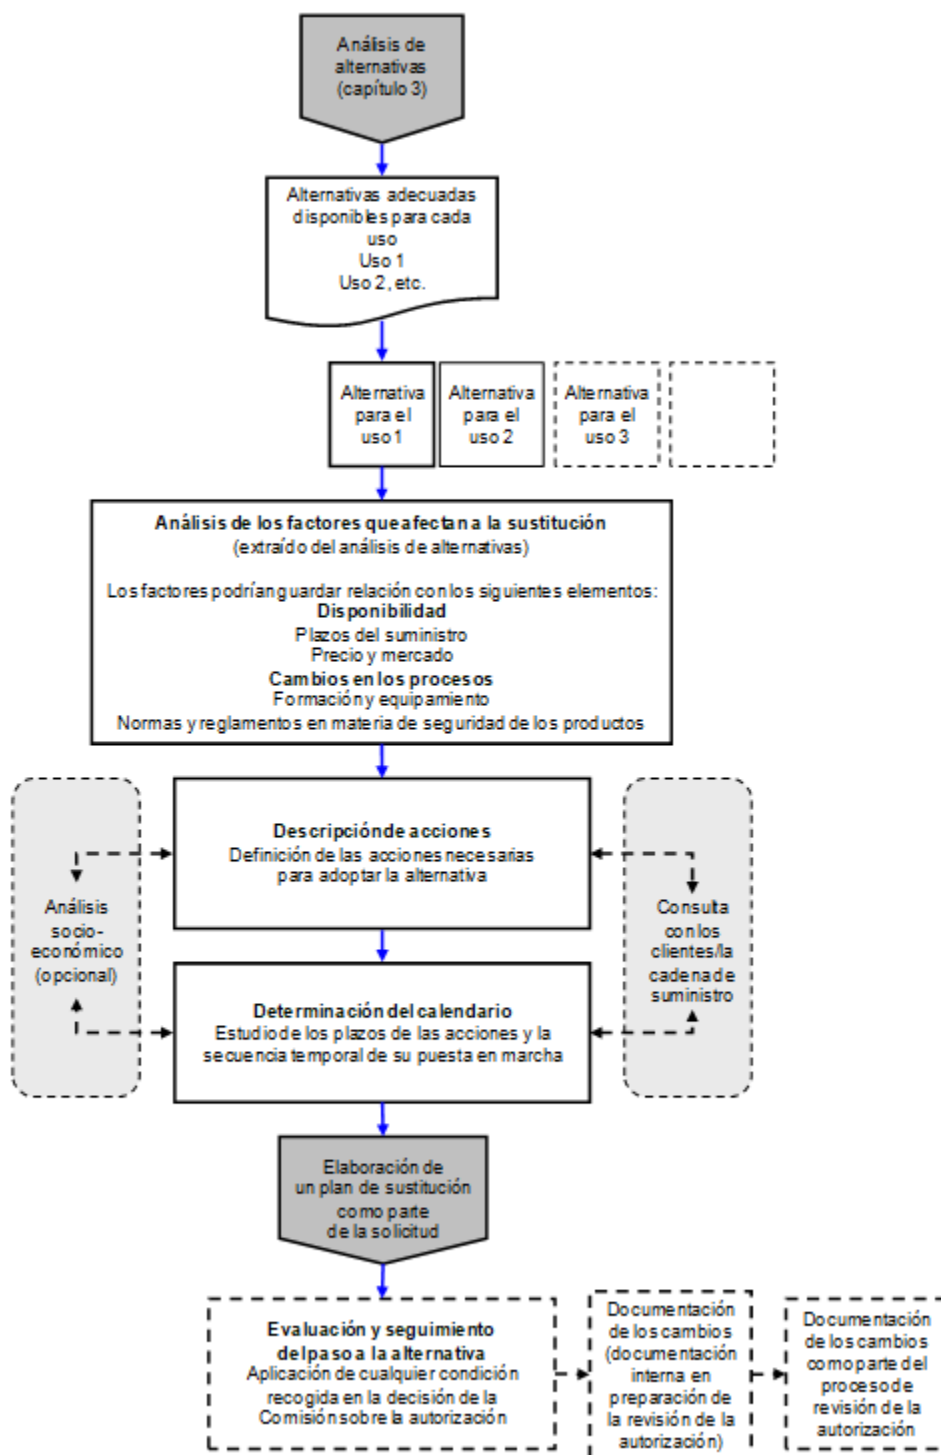 Análisis de
alternativas
(capítulo 3)
Alternativas adecuadas
disponibles para cada
uso
Uso 1
Uso 2, etc.
Alternativa
para el
uso 1
Alternativa
para el
uso 2
Alternativa
para el
uso 3
Análisis de los factores que afectan a la sustitución
(extraído del análisis de alternativas)
Los factores podrían guardar relación con los siguientes elementos:
Disponibilidad
Plazos del suministro
Precio y mercado
Cambios en los procesos
Formación y equipamiento
Normas y reglamentos en materia de seguridad de los productos
Descripción de acciones
Definición de las acciones necesarias
para adoptar la alternativa
Análisis
socio-
económico
(opcional)
Consulta
con los
clientes/la
cadena de
suministro
Determinación del calendario
Estudio de los plazos de las acciones y la
secuencia temporal de su puesta en marcha
Elaboración de
un plan de sustitución
como parte
de la solicitud
Evaluación y seguimiento
del paso a la alternativa
Aplicación de cualquier condición
recogida en la decisión de la
Comisión sobre la autorización
Documentación
de los cambios
(documentación
interna en
preparación de
la revisión de la
autorización)
Documentación
de los cambios
como parte del
proceso de
revisión de la
autorización